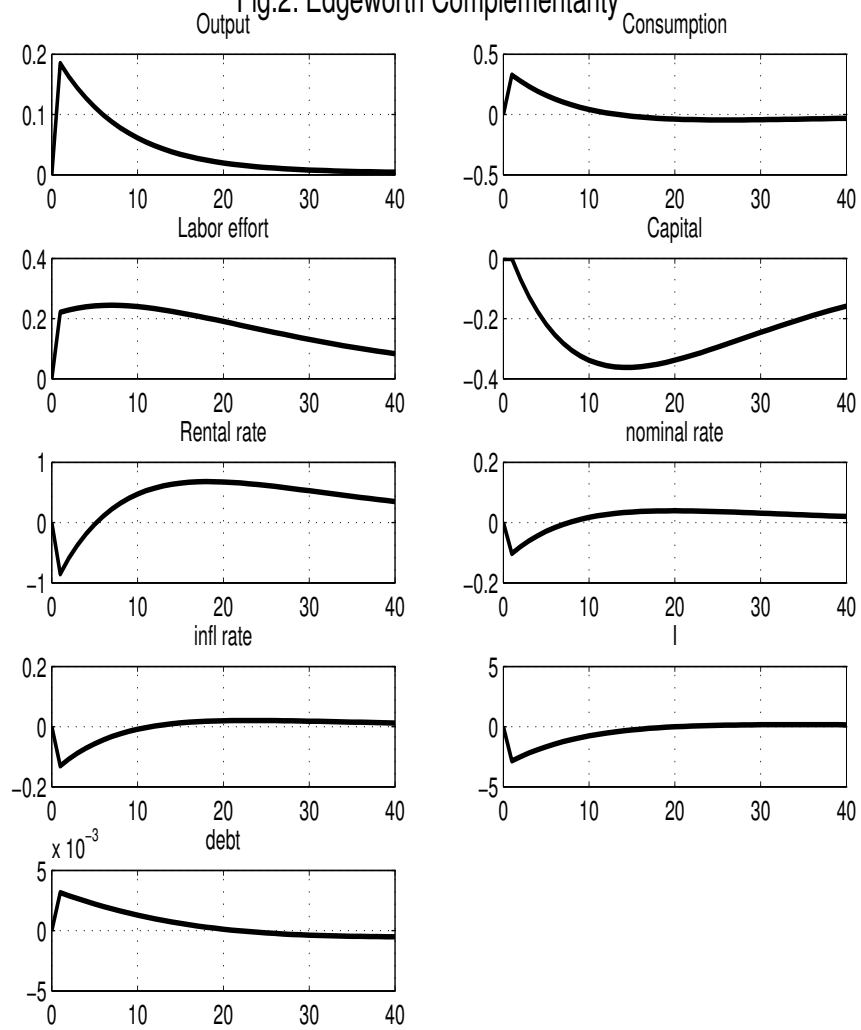 Fig.2. Edgeworth Complementarity
Output
0.2
0.1
0
0 10 20 30 40
Consumption
0.5
0
−0.5
0 10 20 30 40
Labor effort
0.4
0.2
0
0 10 20 30 40
Capital
0
−0.2
−0.4
0 10 20 30 40
Rental rate
1
0
−1
0 10 20 30 40
nominal rate
0.2
0
−0.2
0 10 20 30 40
infl rate
0.2
0
−0.2
0 10 20 30 40
I
5
0
−5
0 10 20 30 40
debt
x 10⁻³
5
0
−5
0 10 20 30 40